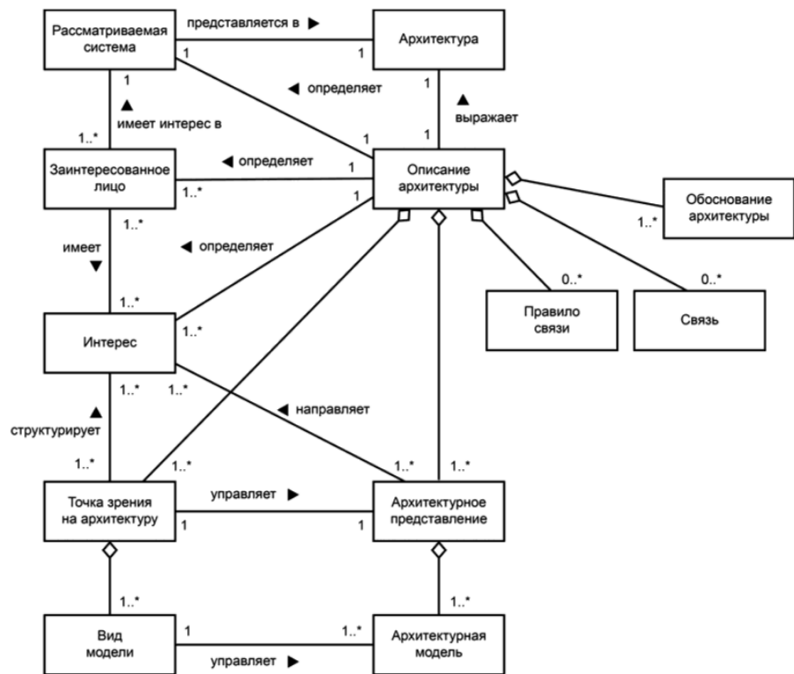 Рассматриваемая
система
представляется в ►
1
1
Архитектура
1
1
◄ определяет
▲
имеет интерес в
1
▲
выражает
1..*
1
Заинтересованное
лицо
◄ определяет
1..*
1
Описание
архитектуры
1
Обоснование
архитектуры
1..*
1..*
имеет
▼
◄ определяет
0..*
0..*
1..*
1..*
Правило
связи
Связь
Интерес
1..*
1..*
▲
структурирует
◄ направляет
1..*
1..*
1..*
1..*
Точка зрения
на архитектуру
управляет ►
1
1
Архитектурное
представление
1..*
1..*
Вид
модели
1
1..*
управляет ►
Архитектурная
модель